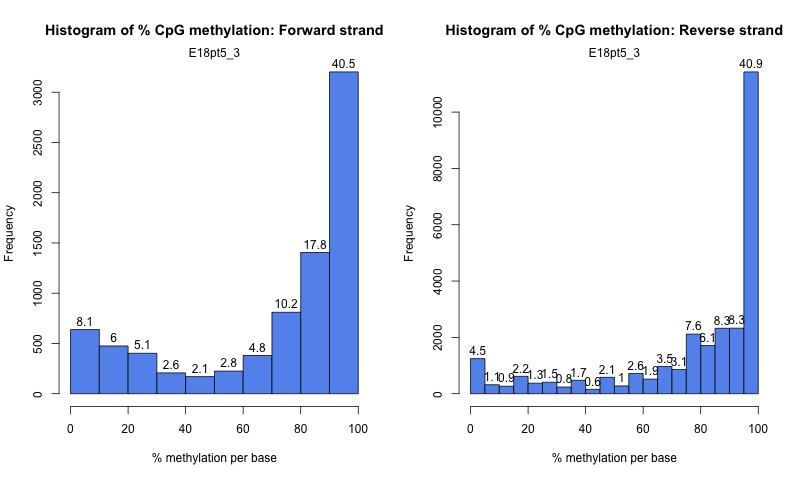 Histogram of % CpG methylation: Forward strand
E18pt5_3
40.5
17.8
10.2
8.1
6
5.1
4.8
2.8
2.6
2.1
Frequency
0
500
1000
1500
2000
2500
3000
0 20 40 60 80 100
% methylation per base
Histogram of % CpG methylation: Reverse strand
E18pt5_3
4.5 1.1 0.9 2.2 1.3 1.5 0.8 1.7 0.6 2.1 1 2.6 1.9 3.5 3.1 7.6 6.1 8.3 8.3 40.9
Frequency
0
2000
4000
6000
8000
10000
0 20 40 60 80 100
% methylation per base